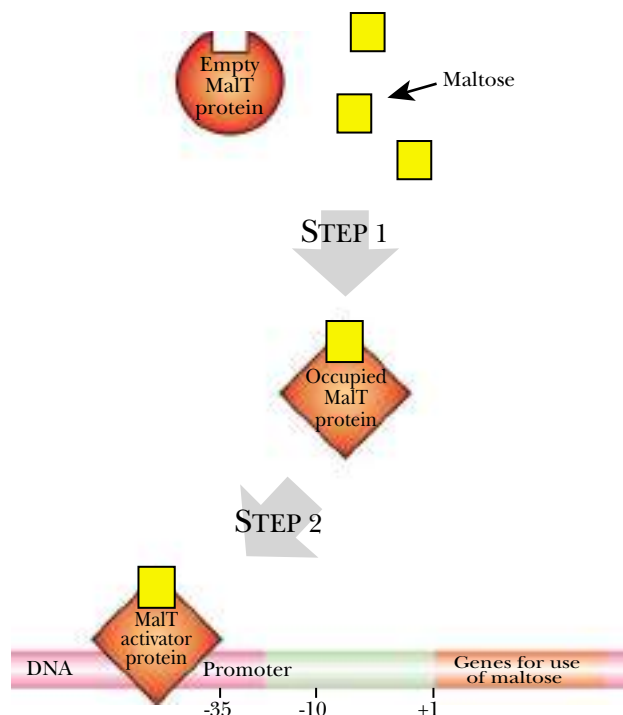 Empty
MalT
protein
Maltose
STEP 1
Occupied
MalT
protein
STEP 2
MalT
activator
protein
DNA
Promoter
Genes for use
of maltose
-35
-10
+1